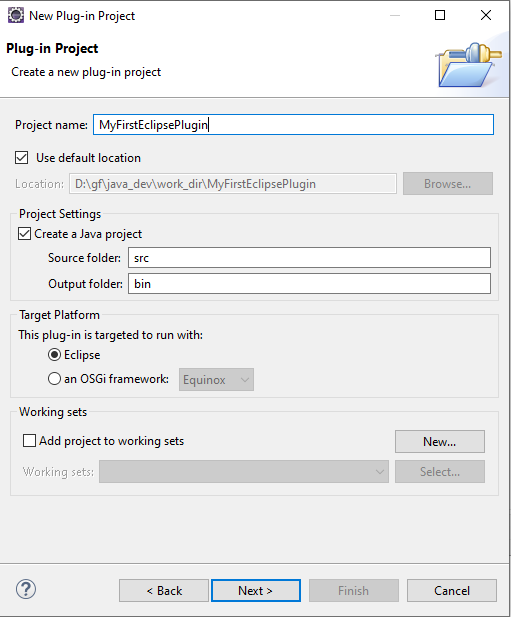 New Plug-in Project
Plug-in Project
Create a new plug-in project
Project name: MyFirstEclipsePlugin
Use default location
Location: D:\gf\java_dev\work_dir\MyFirstEclipsePlugin Browse...
Project Settings
Create a Java project
Source folder: src
Output folder: bin
Target Platform
This plug-in is targeted to run with:
Eclipse
an OSGi framework: Equinox
Working sets
Add project to working sets New...
Working sets: Select...
? < Back Next > Finish Cancel